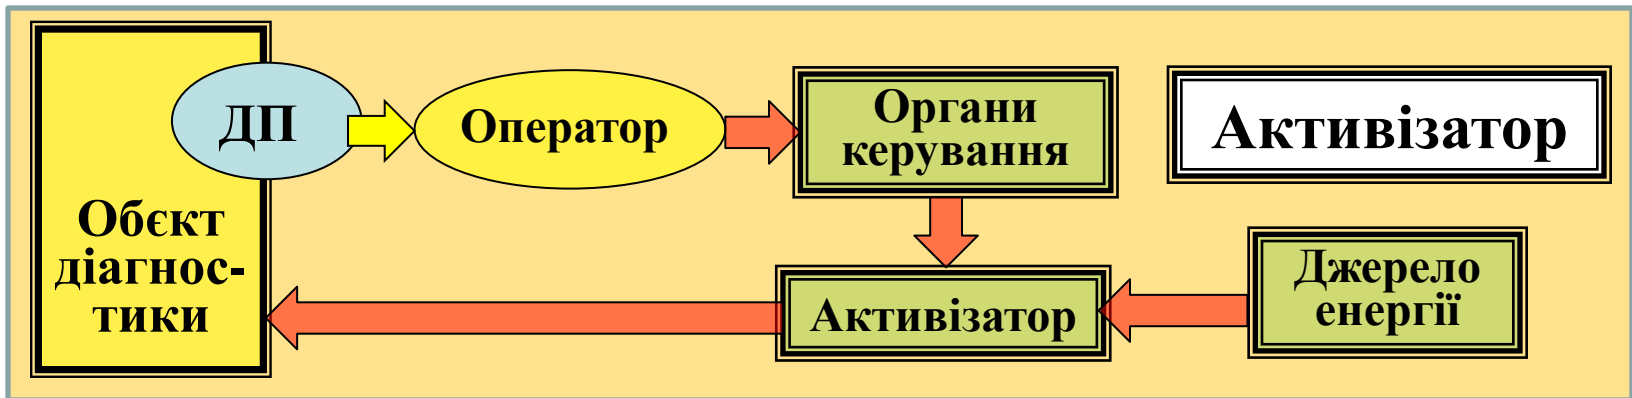 ДП
Оператор
Органи
керування
Активізатор
Обєкт
діагнос-
тики
Активізатор
Джерело
енергії